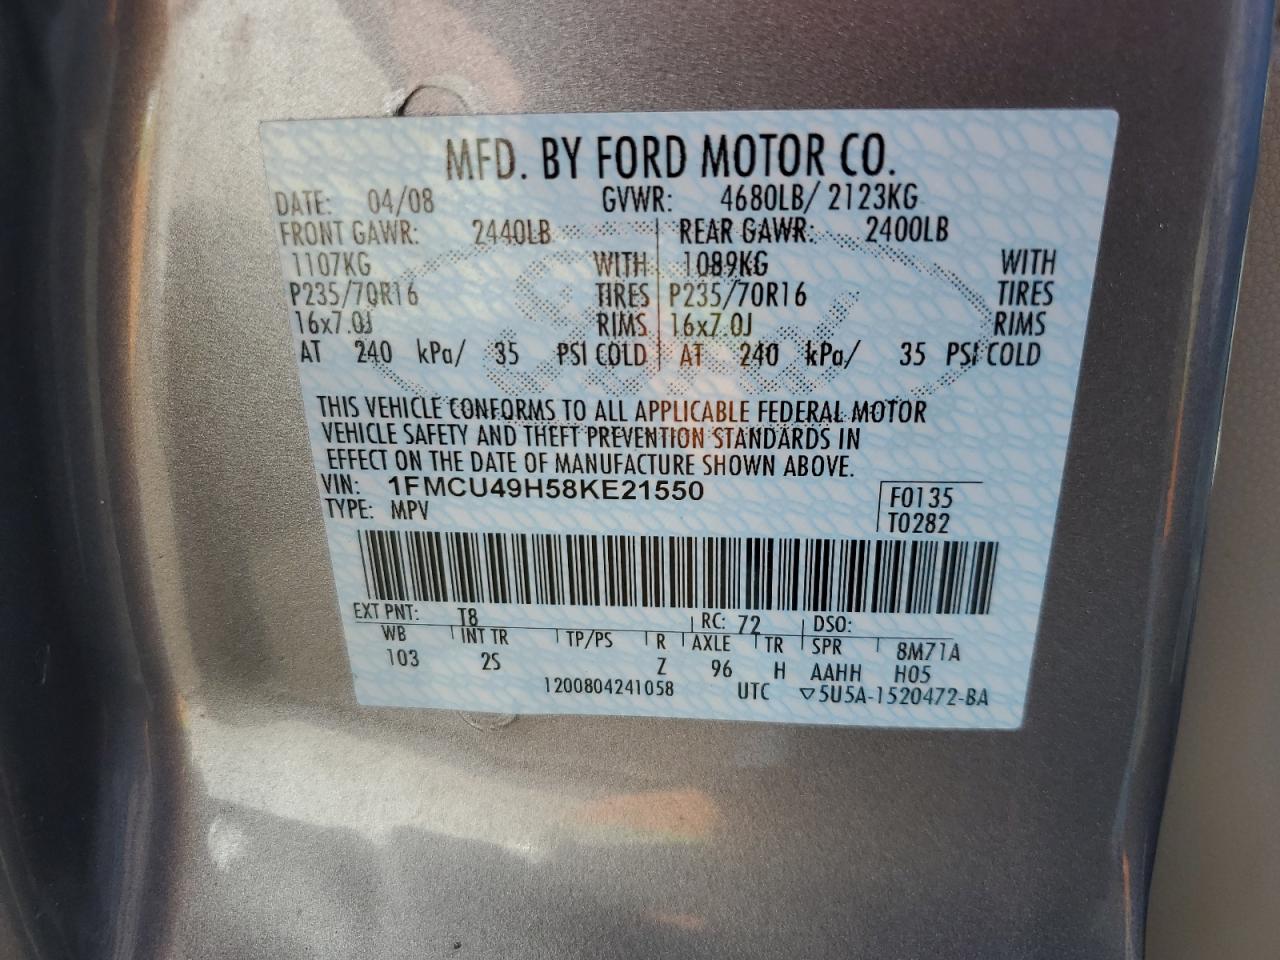 MFD. BY FORD MOTOR CO.
DATE: 04/08 GVWR: 4680LB/ 2123KG
FRONT GAWR: 2440LB REAR GAWR: 2400LB
1107KG WITH 1089KG WITH
P235/70R16 TIRES P235/70R16 TIRES
16x7.0J RIMS 16x7.0J RIMS
AT 240 kPa/ 35 PSI COLD AT 240 kPa/ 35 PSI COLD
THIS VEHICLE CONFORMS TO ALL APPLICABLE FEDERAL MOTOR
VEHICLE SAFETY AND THEFT PREVENTION STANDARDS IN
EFFECT ON THE DATE OF MANUFACTURE SHOWN ABOVE.
VIN: 1FMCU49H58KE21550 F0135
TYPE: MPV T0282
EXT PNT: T8 RC: 72 DSO:
WB INT TR TP/PS R AXLE TR SPR 8M71A
103 2S Z 96 H AAHH H05
1200804241058 UTC ▽5U5A-1520472-BA